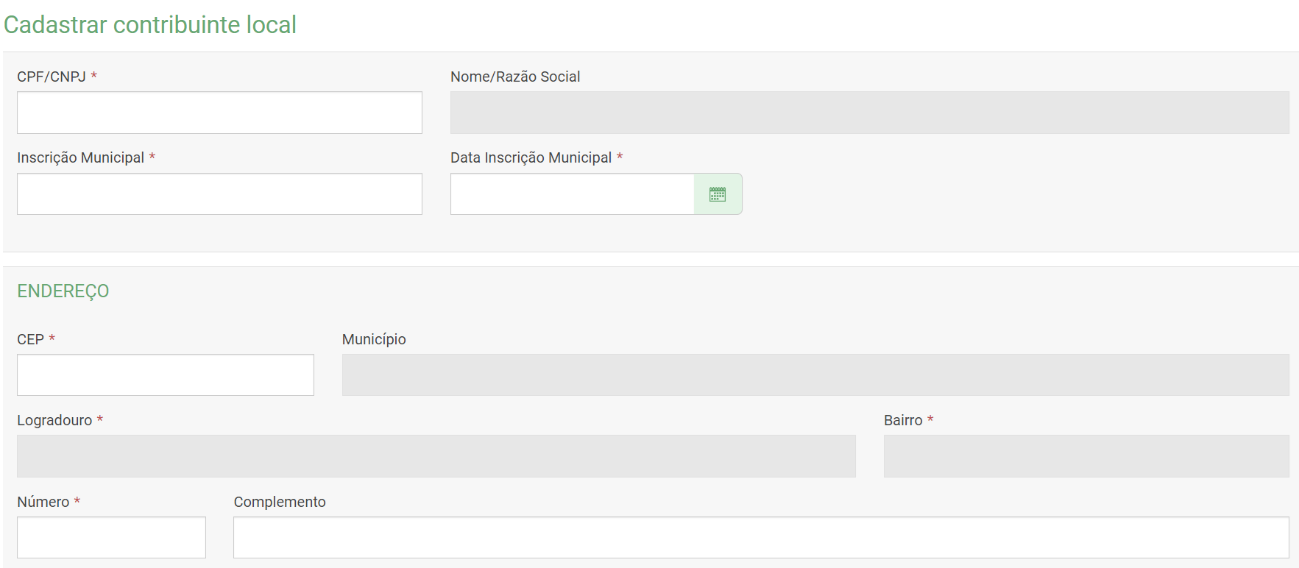 Cadastrar contribuinte local
CPF/CNPJ * Nome/Razão Social
Inscrição Municipal * Data Inscrição Municipal *
ENDEREÇO
CEP * Município
Logradouro * Bairro *
Número * Complemento